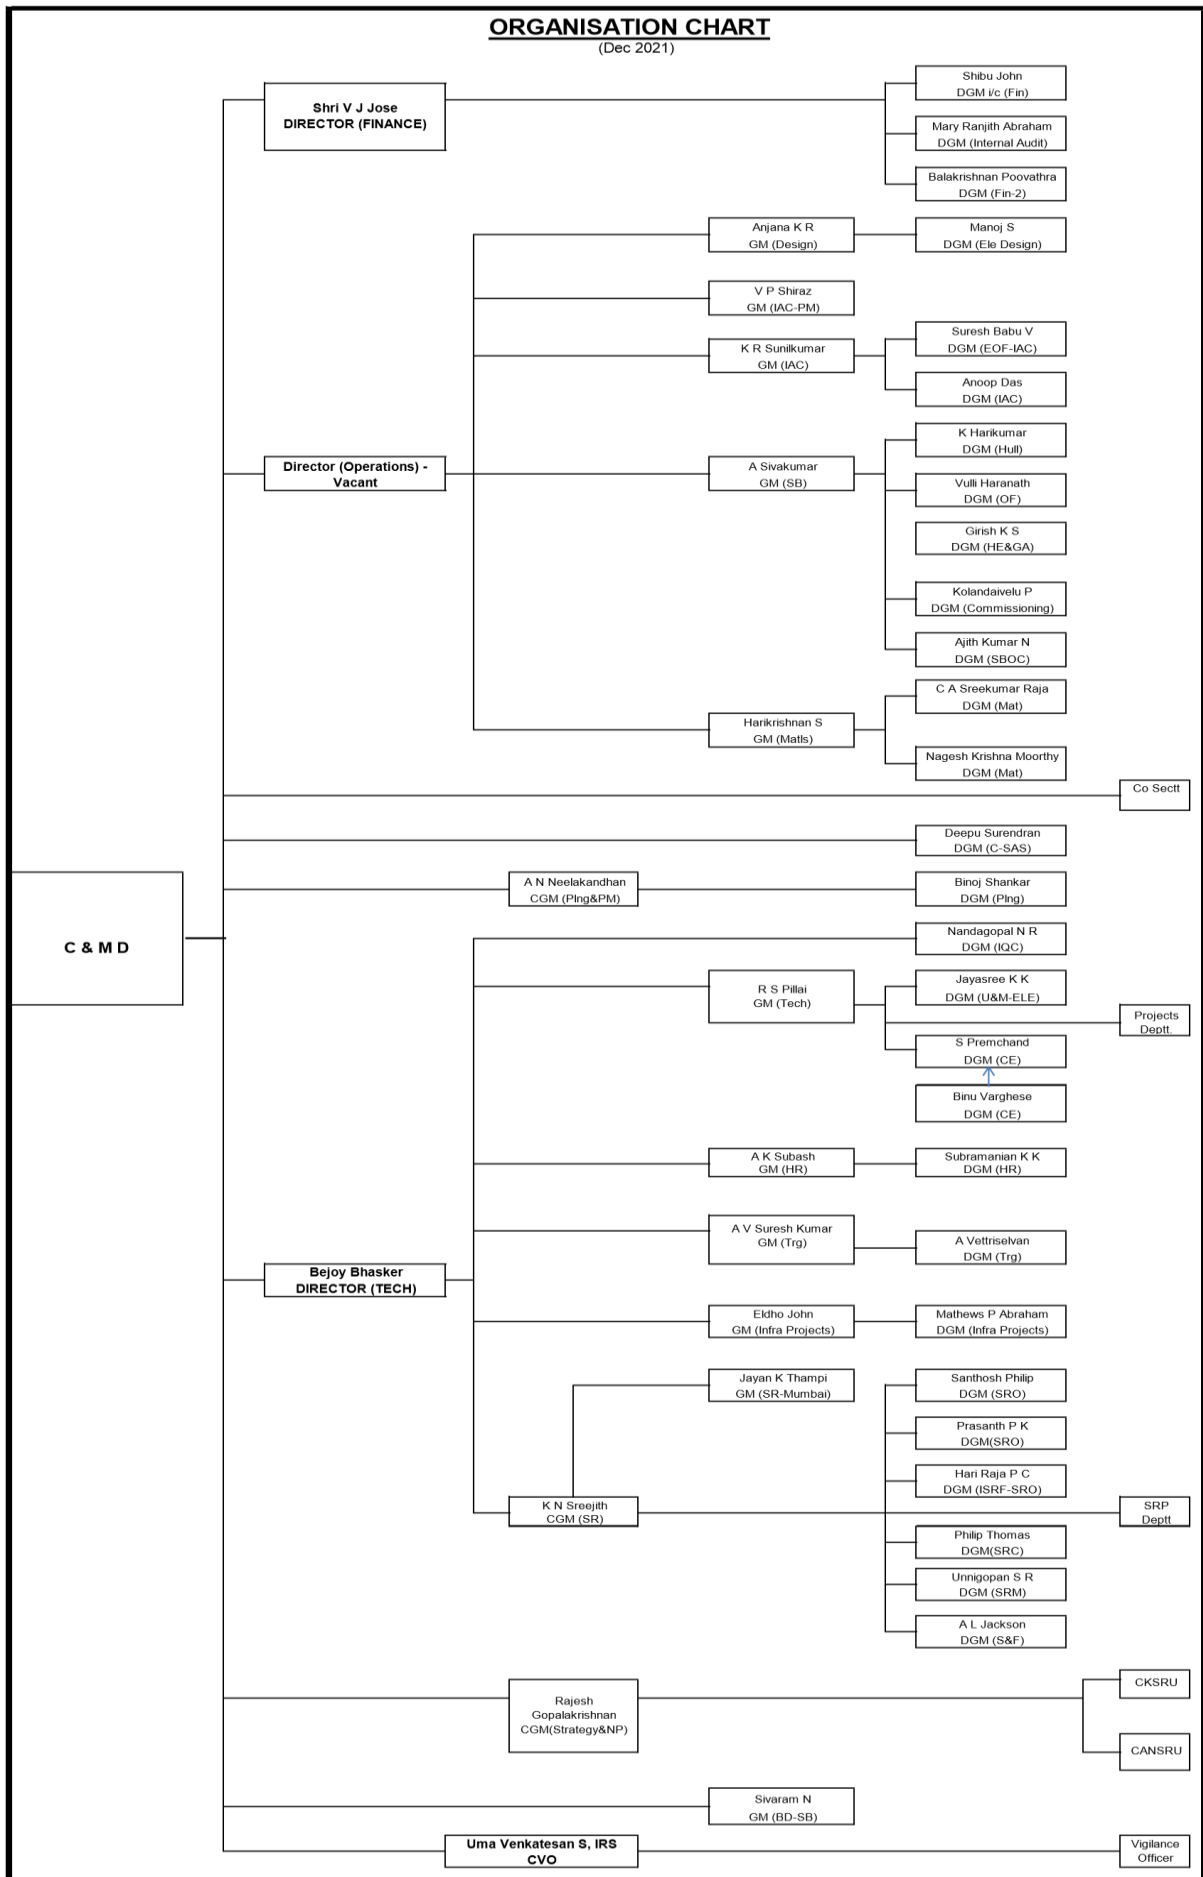 ORGANISATION CHART
(Dec 2021)
Shri V J Jose
DIRECTOR (FINANCE)
Shibu John
DGM i/c (Fin)
Mary Ranjith Abraham
DGM (Internal Audit)
Balakrishnan Poovathra
DGM (Fin-2)
Anjana K R
GM (Design)
Manoj S
DGM (Ele Design)
V P Shiraz
GM (IAC-PM)
K R Sunilkumar
GM (IAC)
Suresh Babu V
DGM (EOF-IAC)
Anoop Das
DGM (IAC)
Director (Operations) -
Vacant
A Sivakumar
GM (SB)
K Harikumar
DGM (Hull)
Vulli Haranath
DGM (OF)
Girish K S
DGM (HE&GA)
Kolandaivelu P
DGM (Commissioning)
Ajith Kumar N
DGM (SBOC)
Harikrishnan S
GM (Matls)
C A Sreekumar Raja
DGM (Mat)
Nagesh Krishna Moorthy
DGM (Mat)
Co Sectt
Deepu Surendran
DGM (C-SAS)
C & M D
A N Neelakandhan
CGM (Plng&PM)
Binoj Shankar
DGM (Plng)
Nandagopal N R
DGM (IQC)
R S Pillai
GM (Tech)
Jayasree K K
DGM (U&M-ELE)
Projects
Deptt.
S Premchand
DGM (CE)
Binu Varghese
DGM (CE)
A K Subash
GM (HR)
Subramanian K K
DGM (HR)
A V Suresh Kumar
GM (Trg)
A Vettriselvan
DGM (Trg)
Bejoy Bhasker
DIRECTOR (TECH)
Eldho John
GM (Infra Projects)
Mathews P Abraham
DGM (Infra Projects)
Jayan K Thampi
GM (SR-Mumbai)
Santhosh Philip
DGM (SRO)
Prasanth P K
DGM(SRO)
Hari Raja P C
DGM (ISRF-SRO)
K N Sreejith
CGM (SR)
SRP
Deptt
Philip Thomas
DGM(SRC)
Unnigopan S R
DGM (SRM)
A L Jackson
DGM (S&F)
Rajesh
Gopalakrishnan
CGM(Strategy&NP)
CKSRU
CANSRU
Sivaram N
GM (BD-SB)
Uma Venkatesan S, IRS
CVO
Vigilance
Officer